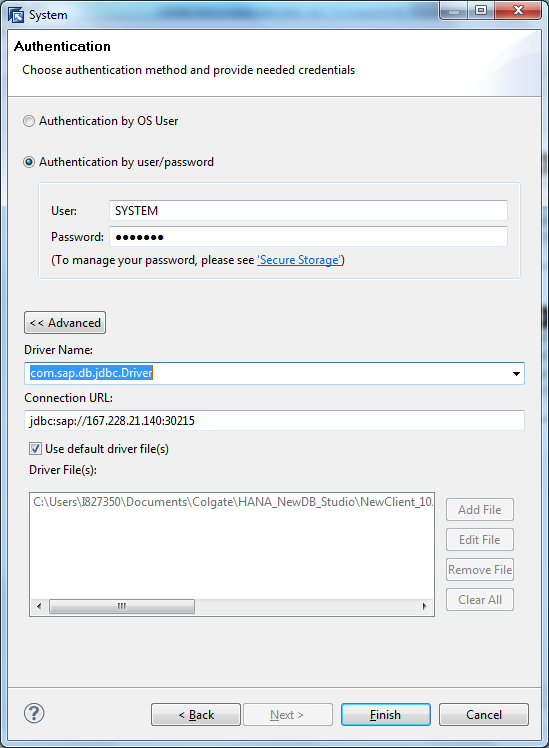 System
Authentication
Choose authentication method and provide needed credentials
Authentication by OS User
Authentication by user/password
User: SYSTEM
Password: ●●●●●●●
(To manage your password, please see 'Secure Storage')
<< Advanced
Driver Name:
com.sap.db.jdbc.Driver
Connection URL:
jdbc:sap://167.228.21.140:30215
Use default driver file(s)
Driver File(s):
C:\Users\I827350\Documents\Colgate\HANA_NewDB_Studio\NewClient_10.
Add File
Edit File
Remove File
Clear All
?
< Back Next > Finish Cancel